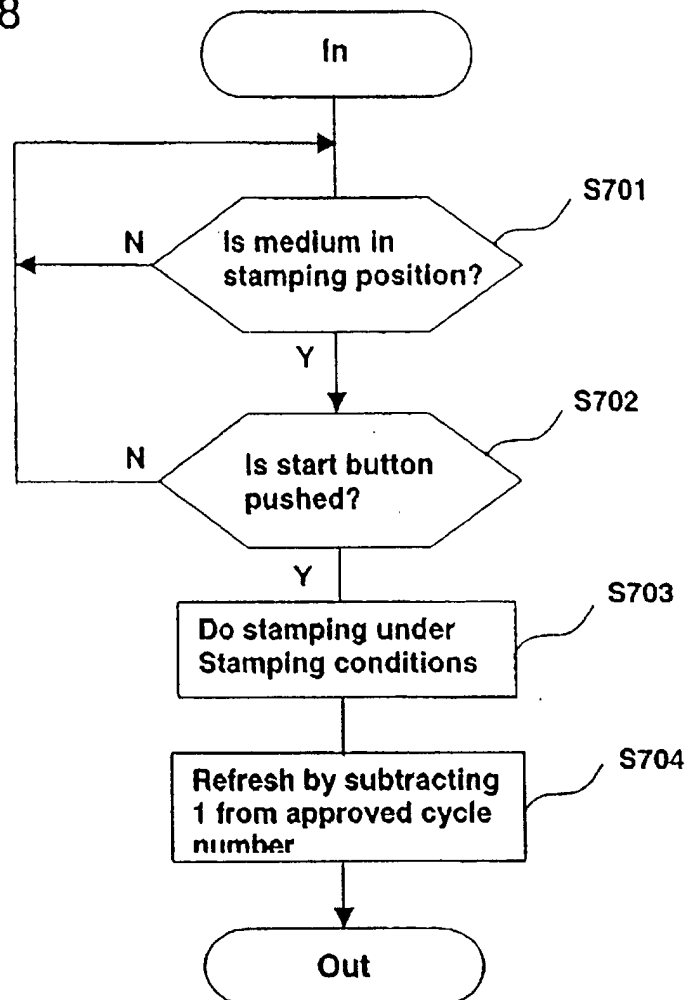 8
In
S701
N
Is medium in
stamping position?
Y
S702
N
Is start button
pushed?
Y
S703
Do stamping under
Stamping conditions
S704
Refresh by subtracting
1 from approved cycle
number
Out